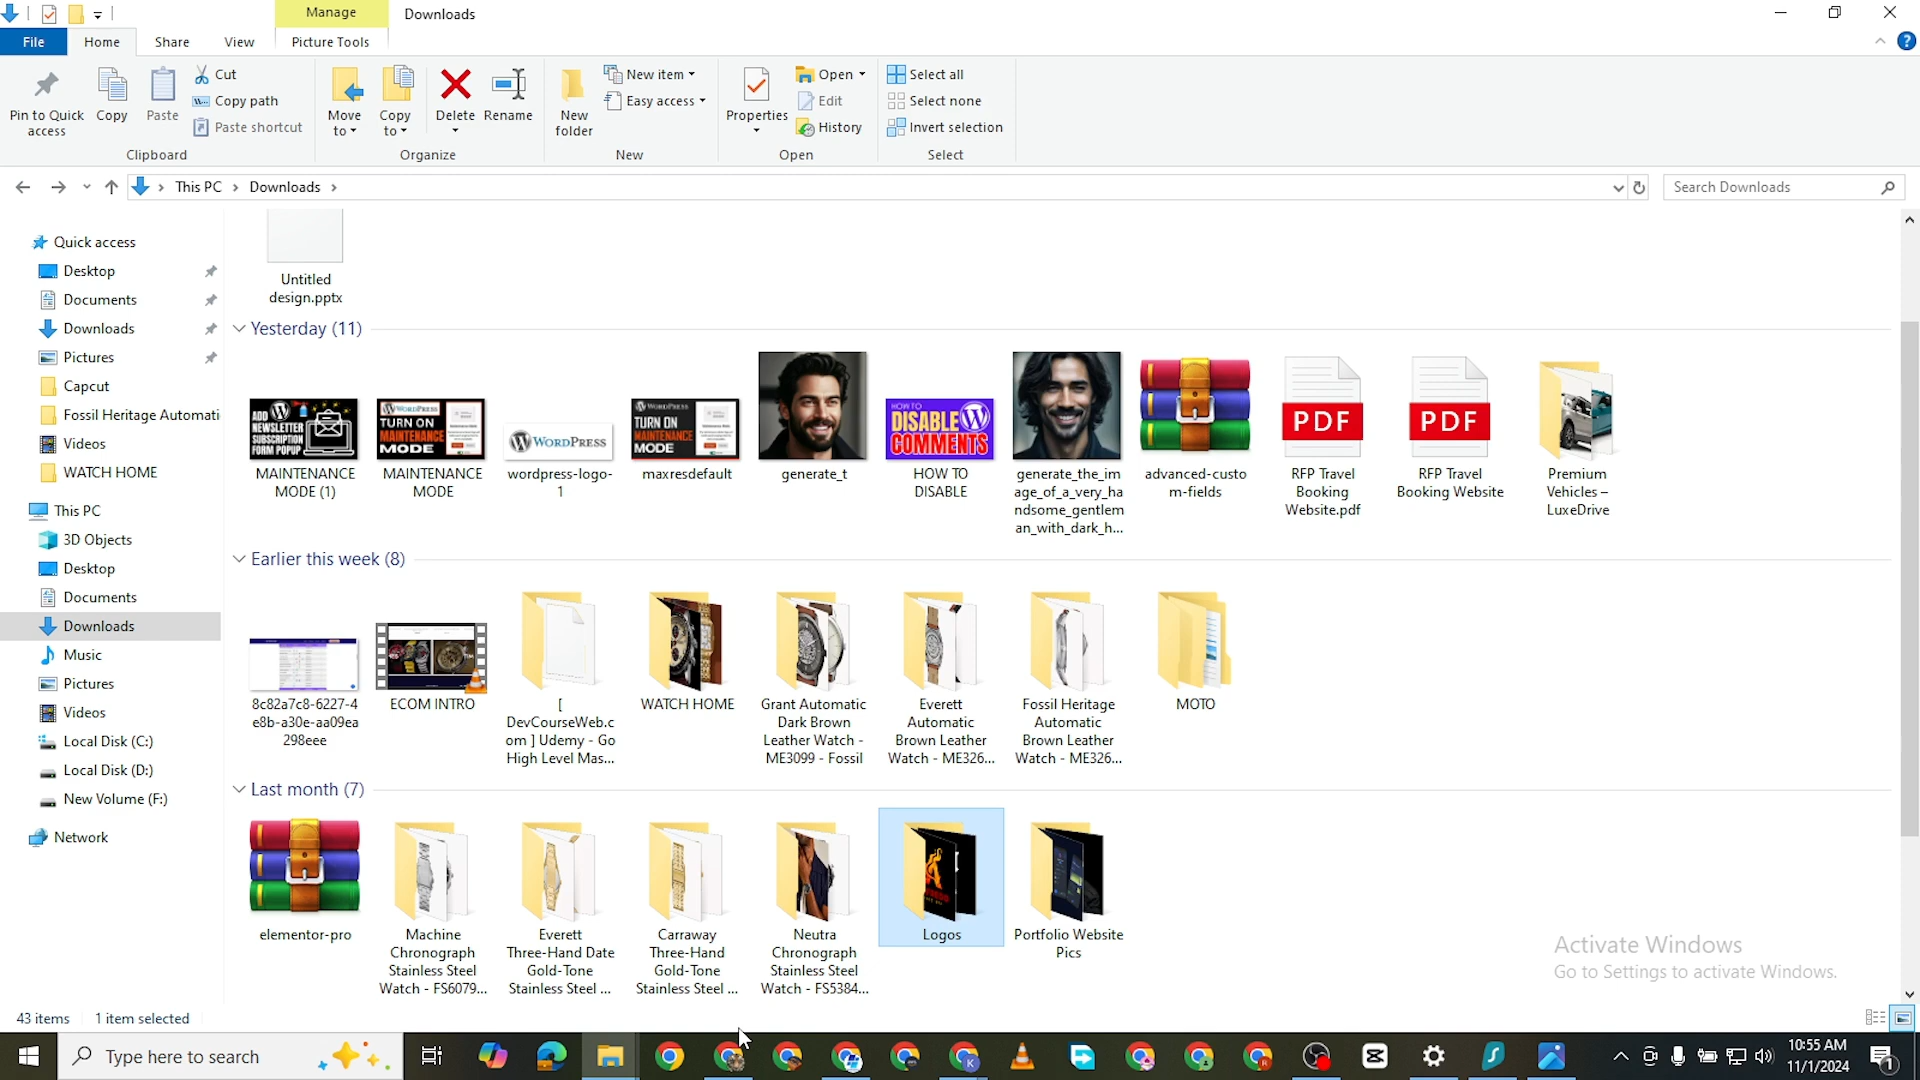 Manage
Downloads
File
Home
Share
View
Picture Tools
Pin to Quick
access
Copy
Paste
Cut
Copy path
Paste shortcut
Clipboard
Move
to
Copy
to
Delete
Rename
Organize
New
folder
New item
Easy access
New
Properties
Open
Edit
History
Open
Select all
Select none
Invert selection
Select
This PC
Downloads
Search Downloads
Quick access
Desktop
Documents
Downloads
Pictures
Capcut
Fossil Heritage Automati
Videos
WATCH HOME
This PC
3D Objects
Desktop
Documents
Downloads
Music
Pictures
Videos
Local Disk (C:)
Local Disk (D:)
New Volume (F:)
Network
Untitled
design.pptx
Yesterday (11)
ADD
NEWSLETTER
SUBSCRIPTION
FORM POPUP
MAINTENANCE
MODE (1)
WORDPRESS
TURN ON
MAINTENANCE
MODE
MAINTENANCE
MODE
WORDPRESS
wordpress-logo-
1
WORDPRESS
TURN ON
MAINTENANCE
MODE
maxresdefault
generate_t
HOW TO
DISABLE
COMMENTS
HOW TO
DISABLE
generate_the_im
age_of_a_very_ha
ndsome_gentlem
an_with_dark_h...
advanced-custo
m-fields
PDF
RFP Travel
Booking
Website.pdf
PDF
RFP Travel
Booking Website
Premium
Vehicles –
LuxeDrive
Earlier this week (8)
8c82a7c8-6227-4
e8b-a30e-aa09ea
298eee
ECOM INTRO
[
DevCourseWeb.c
om ] Udemy - Go
High Level Mas...
WATCH HOME
Grant Automatic
Dark Brown
Leather Watch -
ME3099 - Fossil
Everett
Automatic
Brown Leather
Watch - ME326...
Fossil Heritage
Automatic
Brown Leather
Watch - ME326...
MOTO
Last month (7)
elementor-pro
Machine
Chronograph
Stainless Steel
Watch - FS6079...
Everett
Three-Hand Date
Gold-Tone
Stainless Steel ...
Carraway
Three-Hand
Gold-Tone
Stainless Steel ...
Neutra
Chronograph
Stainless Steel
Watch - FS5384...
Logos
Portfolio Website
Pics
Activate Windows
Go to Settings to activate Windows.
43 items
1 item selected
Type here to search
10:55 AM
11/1/2024